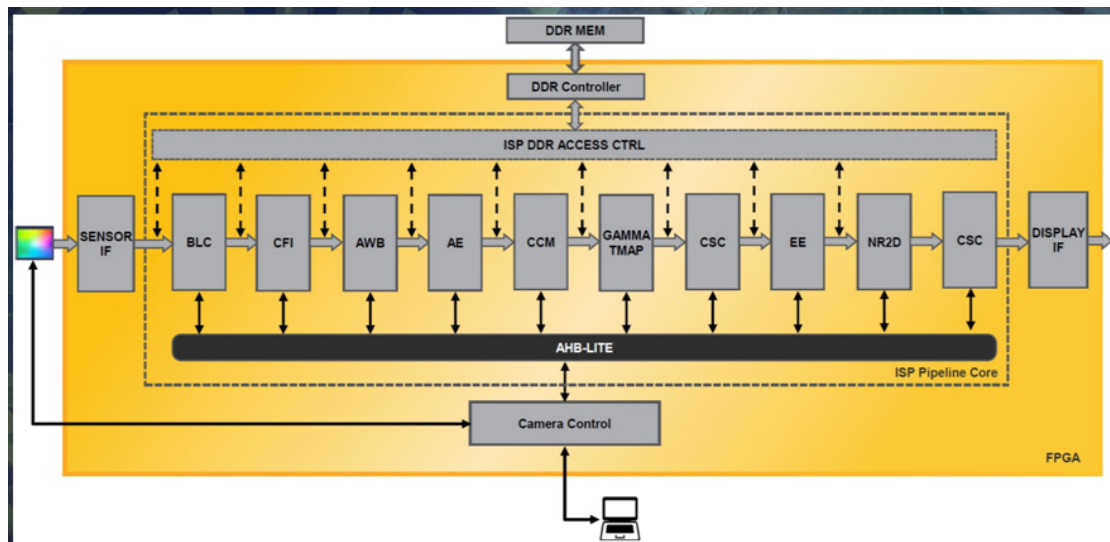 DDR MEM
DDR Controller
ISP DDR ACCESS CTRL
SENSOR
IF
BLC
CFI
AWB
AE
CCM
GAMMA
TMAP
CSC
EE
NR2D
CSC
DISPLAY
IF
AHB-LITE
ISP Pipeline Core
Camera Control
FPGA